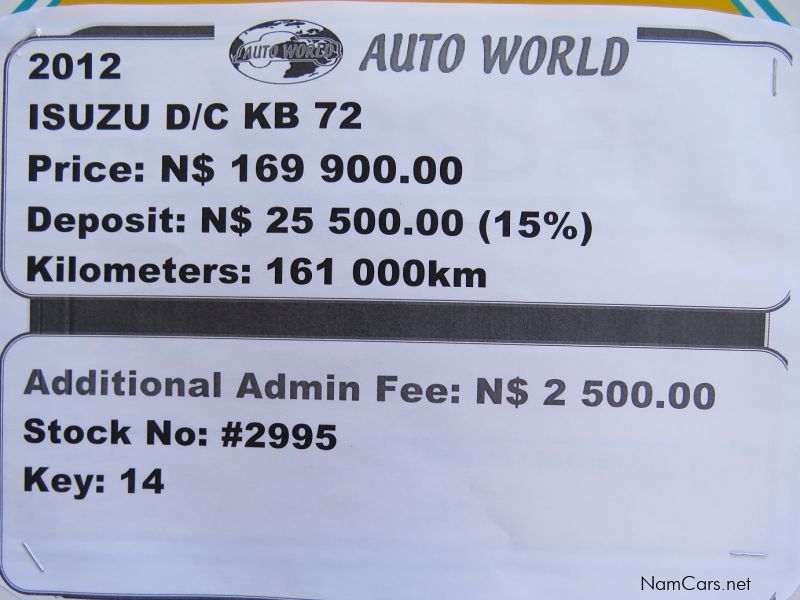 AUTO WORLD
AUTO WORLD
2012
ISUZU D/C KB 72
Price: N$ 169 900.00
Deposit: N$ 25 500.00 (15%)
Kilometers: 161 000km
Additional Admin Fee: N$ 2 500.00
Stock No: #2995
Key: 14
NamCars.net